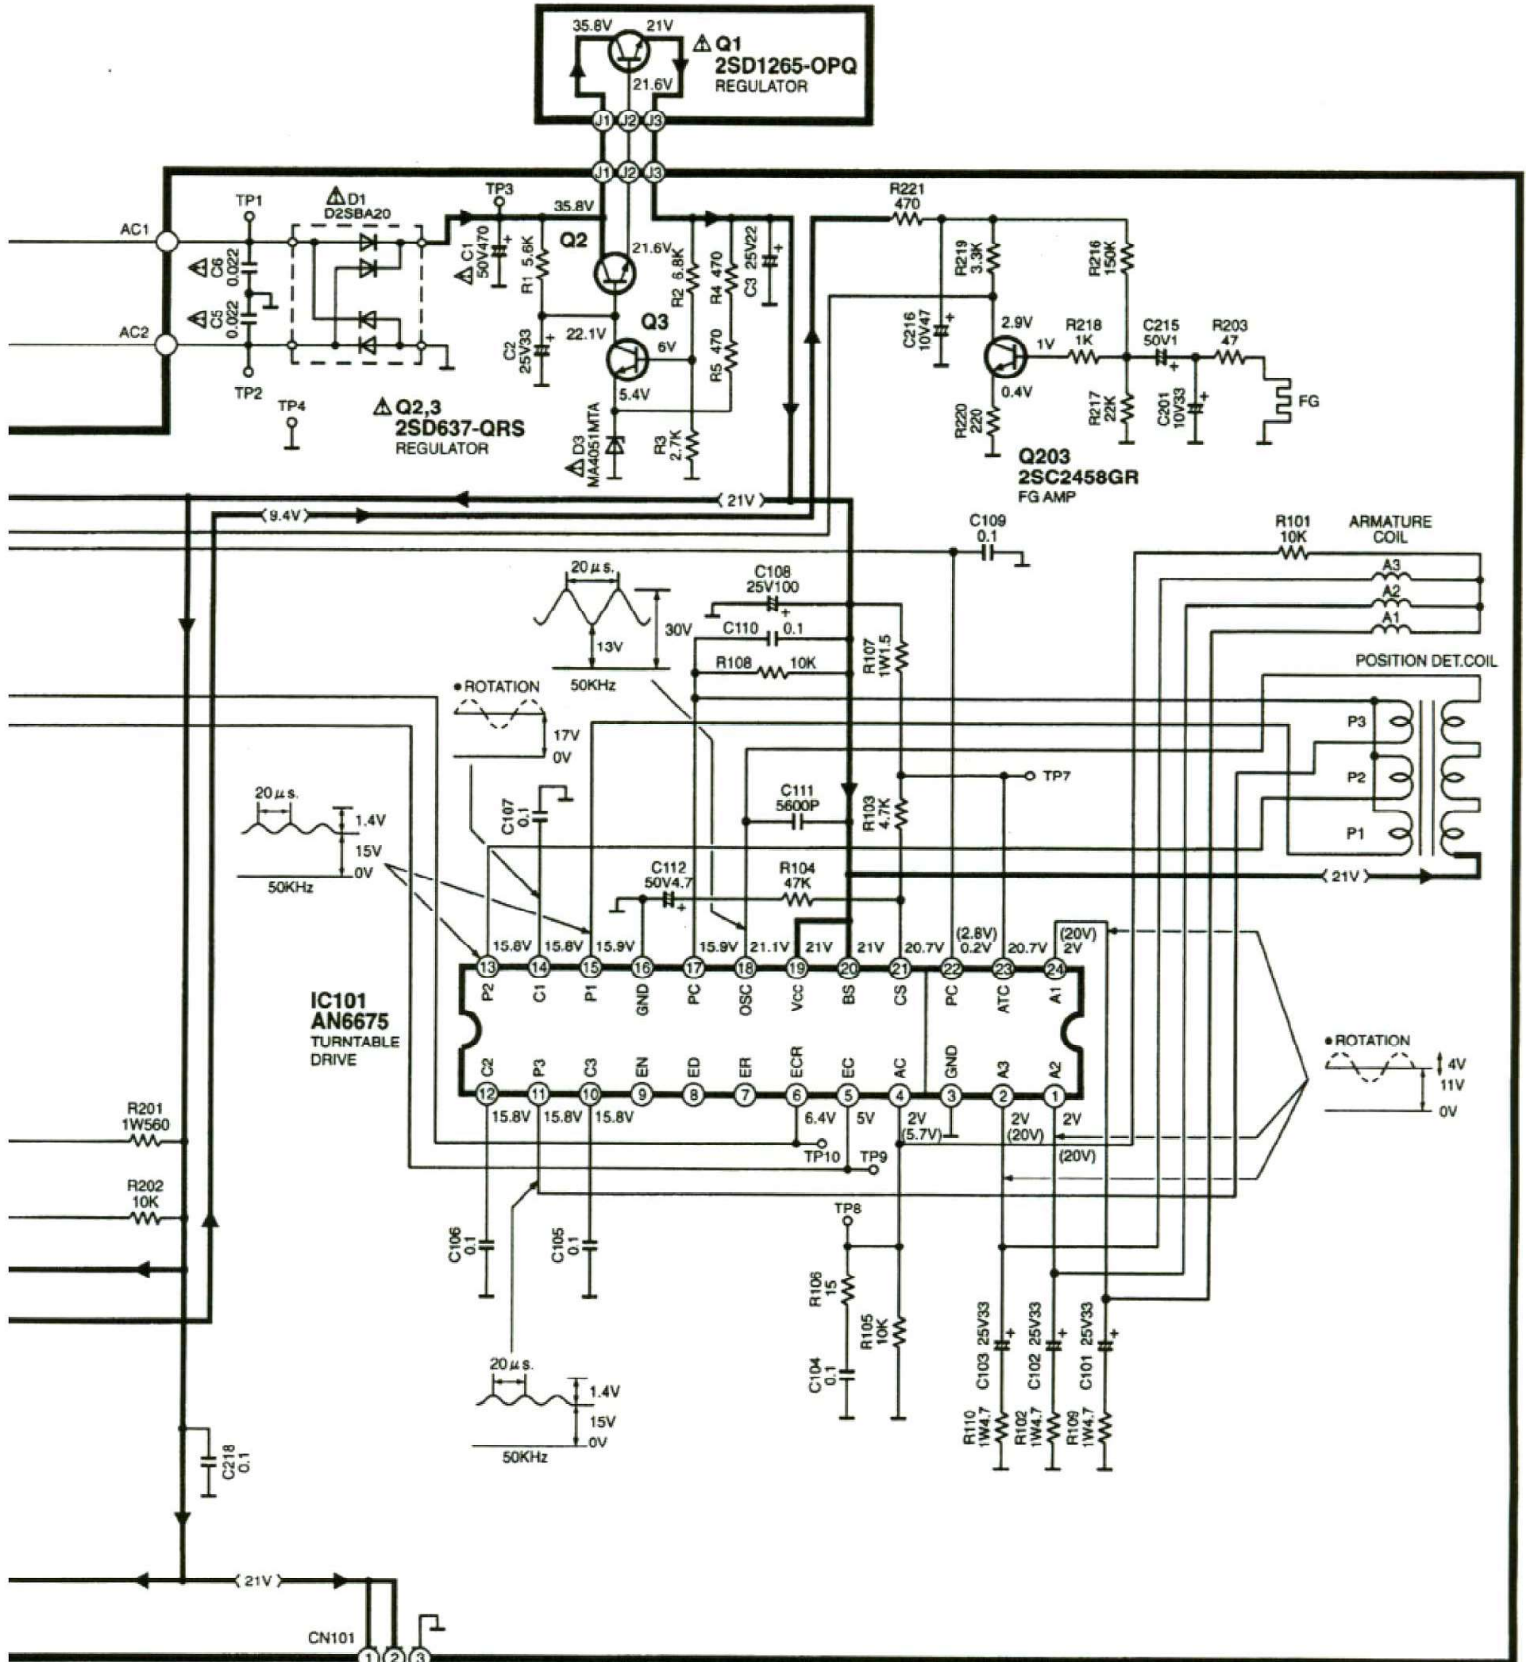 35.8V
21V
Q1
2SD1265-OPQ
REGULATOR
21.6V
J1
J2
J3
J1
J2
J3
TP1
D1
D2SBA20
TP3
35.8V
R221
470
AC1
C6
0.022
C1
50V470
R1 5.6K
Q2
21.6V
R2 6.8K
R4 470
C3 25V22
R219
3.3K
R216
150K
C5
0.022
AC2
C2
25V33
22.1V
Q3
6V
R5 470
C216
10V47
2.9V
1V
R218
1K
C215
50V1
R203
47
TP2
TP4
Q2,3
2SD637-QRS
REGULATOR
5.4V
D3
MA4051MTA
R3
2.7K
0.4V
R220
220
R217
22K
C201
10V33
FG
Q203
2SC2458GR
FG AMP
21V
9.4V
C109
0.1
R101
10K
ARMATURE
COIL
A3
A2
A1
20µs.
30V
13V
50KHz
C108
25V100
C110
0.1
R108
10K
R107
1W1.5
POSITION DET.COIL
ROTATION
17V
0V
P3
P2
P1
TP7
20µs.
1.4V
15V
0V
50KHz
C107
0.1
C111
5600P
R103
4.7K
C112
50V4.7
R104
47K
21V
15.8V
15.8V
15.9V
15.9V
21.1V
21V
21V
20.7V
(2.8V)
0.2V
20.7V
(20V)
2V
13
14
15
16
17
18
19
20
21
22
23
24
P2
C1
P1
GND
PC
OSC
Vcc
BS
CS
PC
ATC
A1
IC101
AN6675
TURNTABLE
DRIVE
C2
P3
C3
EN
ED
ER
ECR
EC
AC
GND
A3
A2
12
11
10
9
8
7
6
5
4
3
2
1
15.8V
15.8V
15.8V
6.4V
5V
2V
(5.7V)
2V
(20V)
2V
(20V)
ROTATION
4V
11V
0V
TP10
TP9
R201
1W560
R202
10K
C106
0.1
C105
0.1
TP8
R106
15
R105
10K
C104
0.1
C103 25V33
C102 25V33
C101 25V33
R110
1W4.7
R102
1W4.7
R109
1W4.7
20µs.
1.4V
15V
0V
50KHz
C218
0.1
21V
CN101
1
2
3